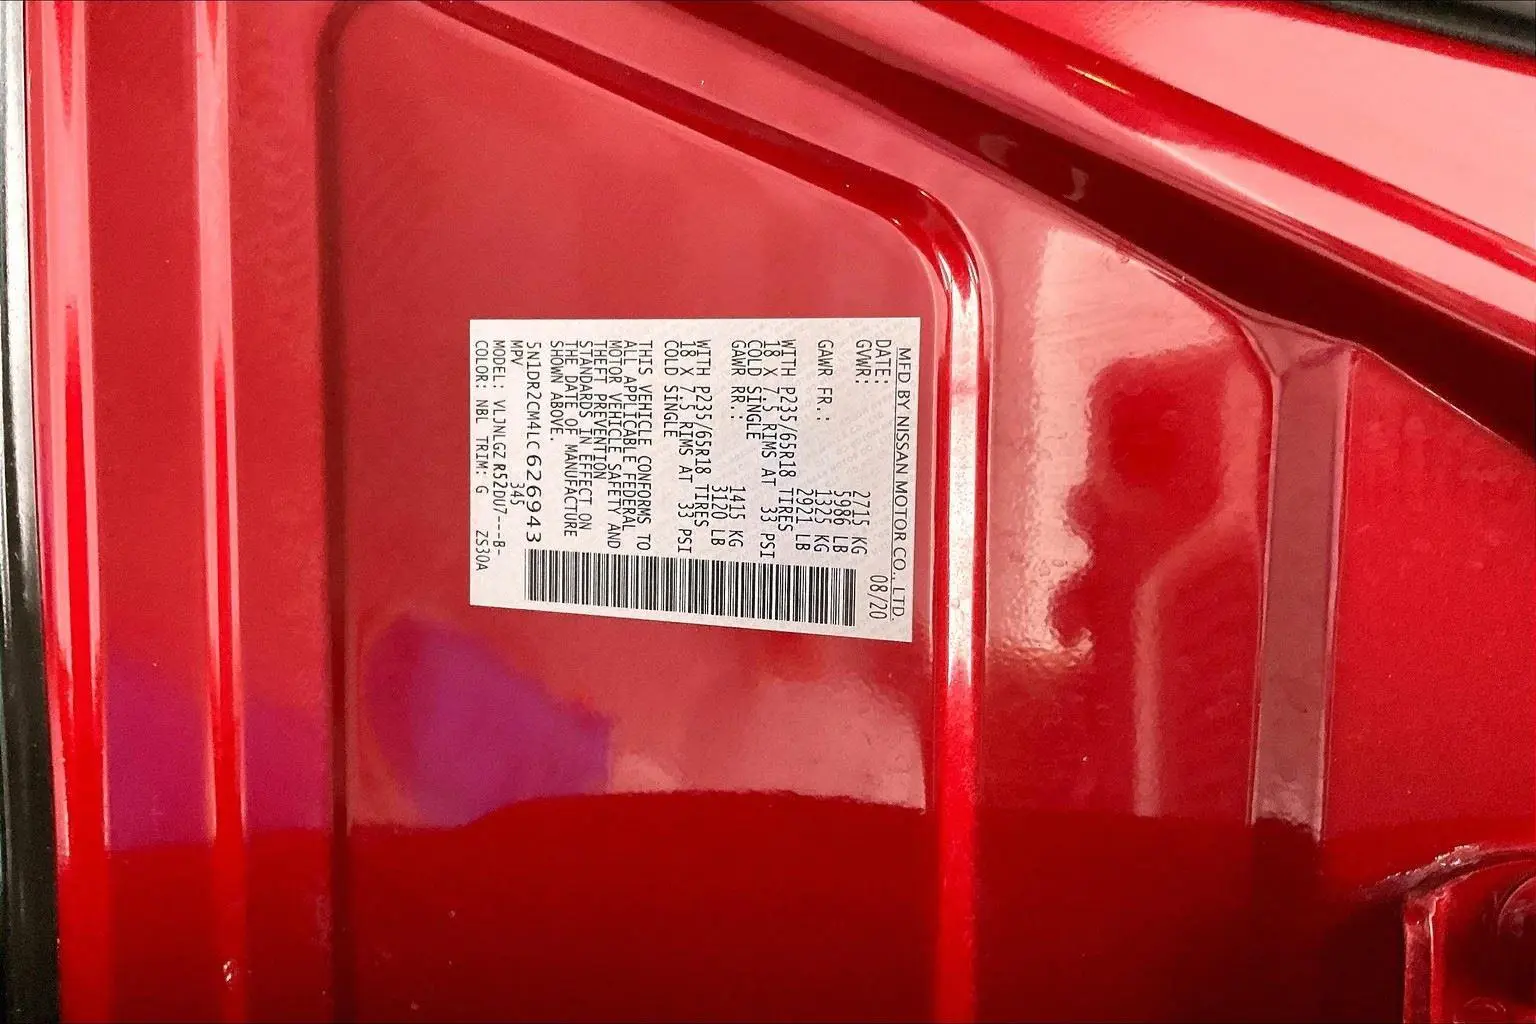 MFD BY NISSAN MOTOR CO., LTD.
DATE: 08/20
GVWR: 2715 KG
5986 LB
GAWR FR.: 1325 KG
2921 LB
WITH P235/65R18 TIRES
18 X 7.5 RIMS AT 33 PSI
COLD SINGLE
GAWR RR.: 1415 KG
3120 LB
WITH P235/65R18 TIRES
18 X 7.5 RIMS AT 33 PSI
COLD SINGLE
THIS VEHICLE CONFORMS TO
ALL APPLICABLE FEDERAL
MOTOR VEHICLE SAFETY AND
THEFT PREVENTION
STANDARDS IN EFFECT ON
THE DATE OF MANUFACTURE
SHOWN ABOVE.
5N1DR2CM4LC626943
MPV 345
MODEL: VLJNLGZ R52DU7---B-
COLOR: NBL TRIM: G ZS30A